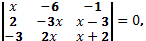 | x -6 -1 |
| 2 -3x x - 3 | = 0,
| -3 2x x + 2 |